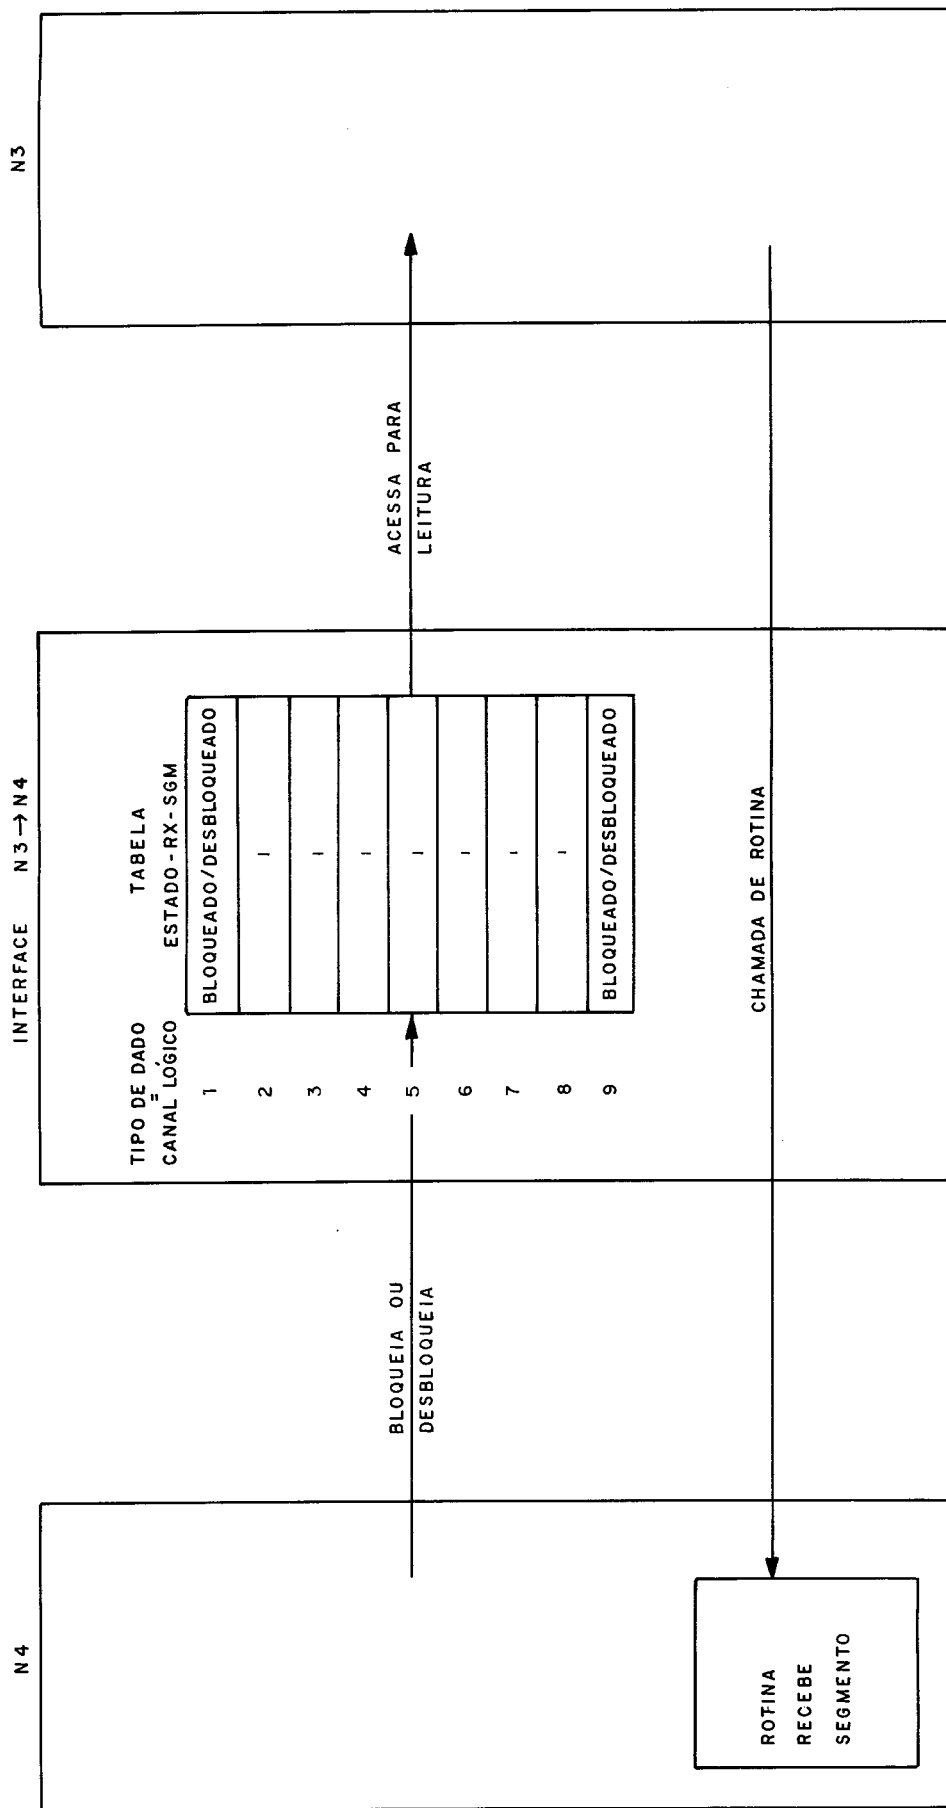 N4
INTERFACE N3→N4
N3
TIPO DE DADO
=
CANAL LÓGICO
TABELA
ESTADO-RX-SGM
1 BLOQUEADO/DESBLOQUEADO
2 -
3 -
4 -
5 -
6 -
7 -
8 -
9 BLOQUEADO/DESBLOQUEADO
BLOQUEIA OU
DESBLOQUEIA
ACESSA PARA
LEITURA
CHAMADA DE ROTINA
ROTINA
RECEBE
SEGMENTO